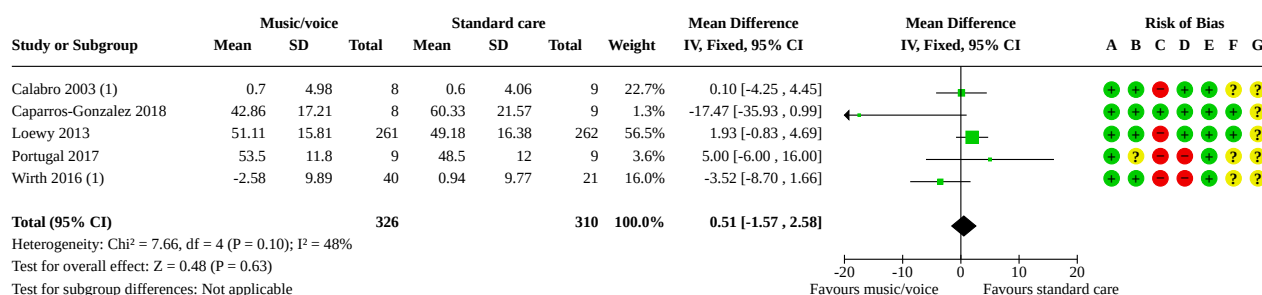 Music/voice Standard care Mean Difference Mean Difference Risk of Bias
Study or Subgroup Mean SD Total Mean SD Total Weight IV, Fixed, 95% CI IV, Fixed, 95% CI A B C D E F G
Calabro 2003 (1) 0.7 4.98 8 0.6 4.06 9 22.7% 0.10 [-4.25 , 4.45] + + − + + ? ?
Caparros-Gonzalez 2018 42.86 17.21 8 60.33 21.57 9 1.3% -17.47 [-35.93 , 0.99] + + + + + + ?
Loewy 2013 51.11 15.81 261 49.18 16.38 262 56.5% 1.93 [-0.83 , 4.69] + + − + + + ?
Portugal 2017 53.5 11.8 9 48.5 12 9 3.6% 5.00 [-6.00 , 16.00] + ? − − + ? ?
Wirth 2016 (1) -2.58 9.89 40 0.94 9.77 21 16.0% -3.52 [-8.70 , 1.66] + + − − + ? ?
Total (95% CI) 326 310 100.0% 0.51 [-1.57 , 2.58]
Heterogeneity: Chi² = 7.66, df = 4 (P = 0.10); I² = 48%
Test for overall effect: Z = 0.48 (P = 0.63)
-20 -10 0 10 20
Test for subgroup differences: Not applicable Favours music/voice Favours standard care